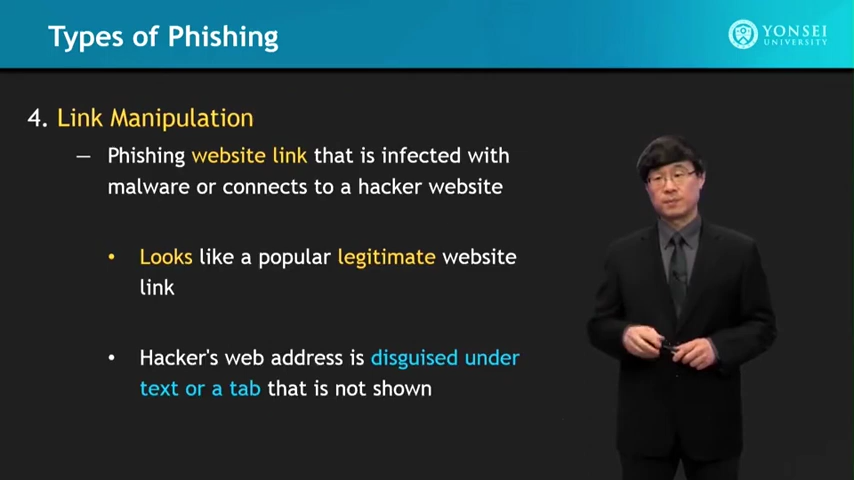 Types of Phishing
YONSEI
UNIVERSITY
4. Link Manipulation
– Phishing website link that is infected with
malware or connects to a hacker website
• Looks like a popular legitimate website
link
• Hacker's web address is disguised under
text or a tab that is not shown